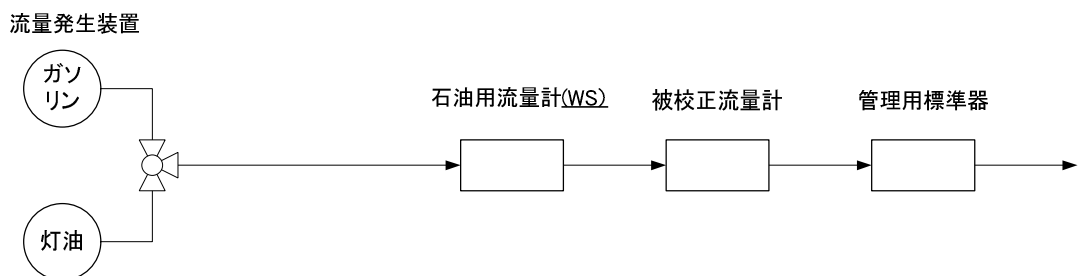 流量発生装置
ガソ
リン
石油用流量計(WS)
被校正流量計
管理用標準器
灯油